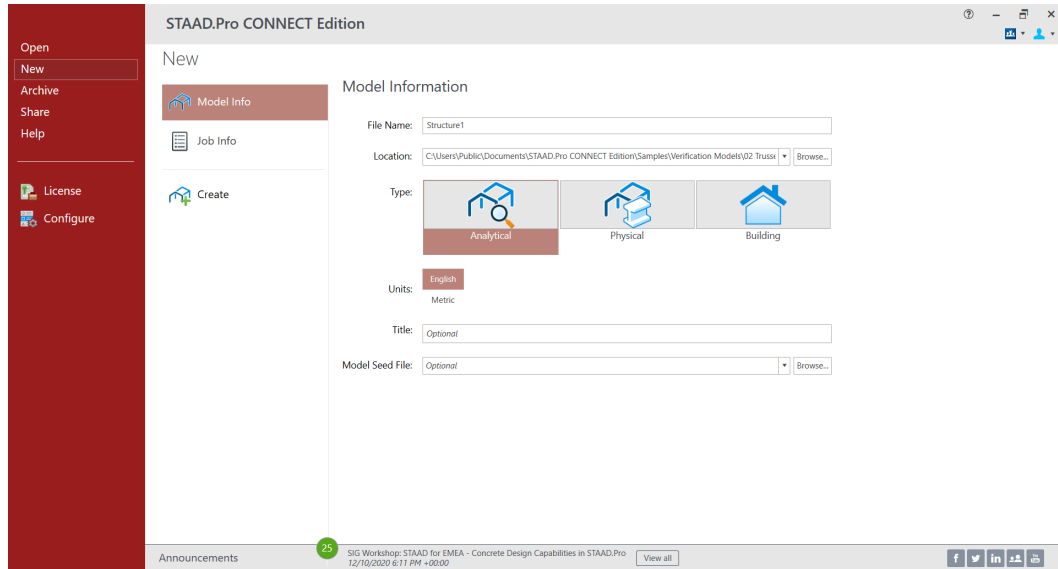 STAAD.Pro CONNECT Edition
Open
New
Archive
Share
Help
License
Configure
New
Model Info
Job Info
Create
Model Information
File Name: Structure1
Location: C:\Users\Public\Documents\STAAD.Pro CONNECT Edition\Samples\Verification Models\02 Trusse Browse...
Type:
Analytical Physical Building
Units: English
Metric
Title: Optional
Model Seed File: Optional Browse...
Announcements 25
SIG Workshop: STAAD for EMEA - Concrete Design Capabilities in STAAD.Pro
12/10/2020 6:11 PM +00:00
View all